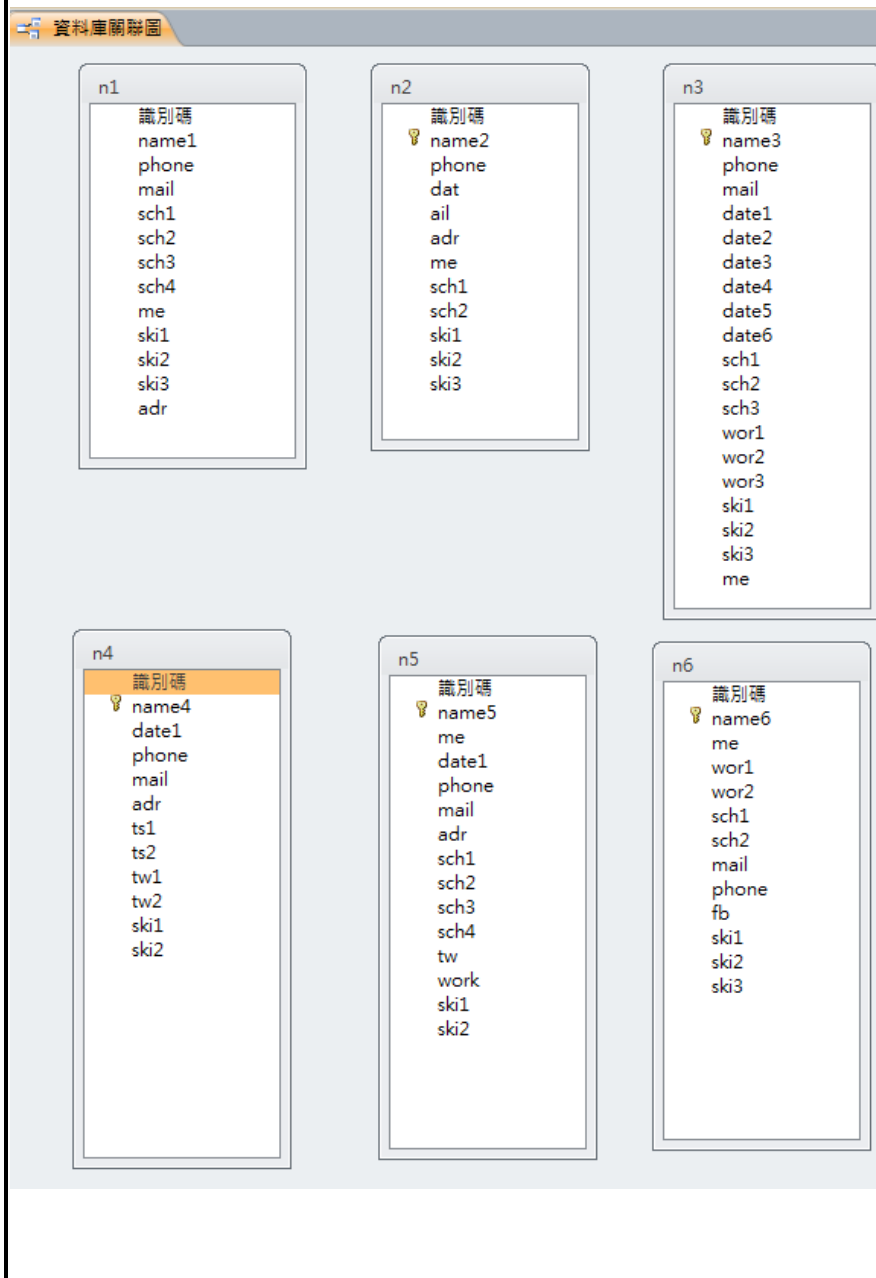 資料庫關聯圖
n1
識別碼
name1
phone
mail
sch1
sch2
sch3
sch4
me
ski1
ski2
ski3
adr
n2
識別碼
name2
phone
dat
ail
adr
me
sch1
sch2
ski1
ski2
ski3
n3
識別碼
name3
phone
mail
date1
date2
date3
date4
date5
date6
sch1
sch2
sch3
wor1
wor2
wor3
ski1
ski2
ski3
me
n4
識別碼
name4
date1
phone
mail
adr
ts1
ts2
tw1
tw2
ski1
ski2
n5
識別碼
name5
me
date1
phone
mail
adr
sch1
sch2
sch3
sch4
tw
work
ski1
ski2
n6
識別碼
name6
me
wor1
wor2
sch1
sch2
mail
phone
fb
ski1
ski2
ski3